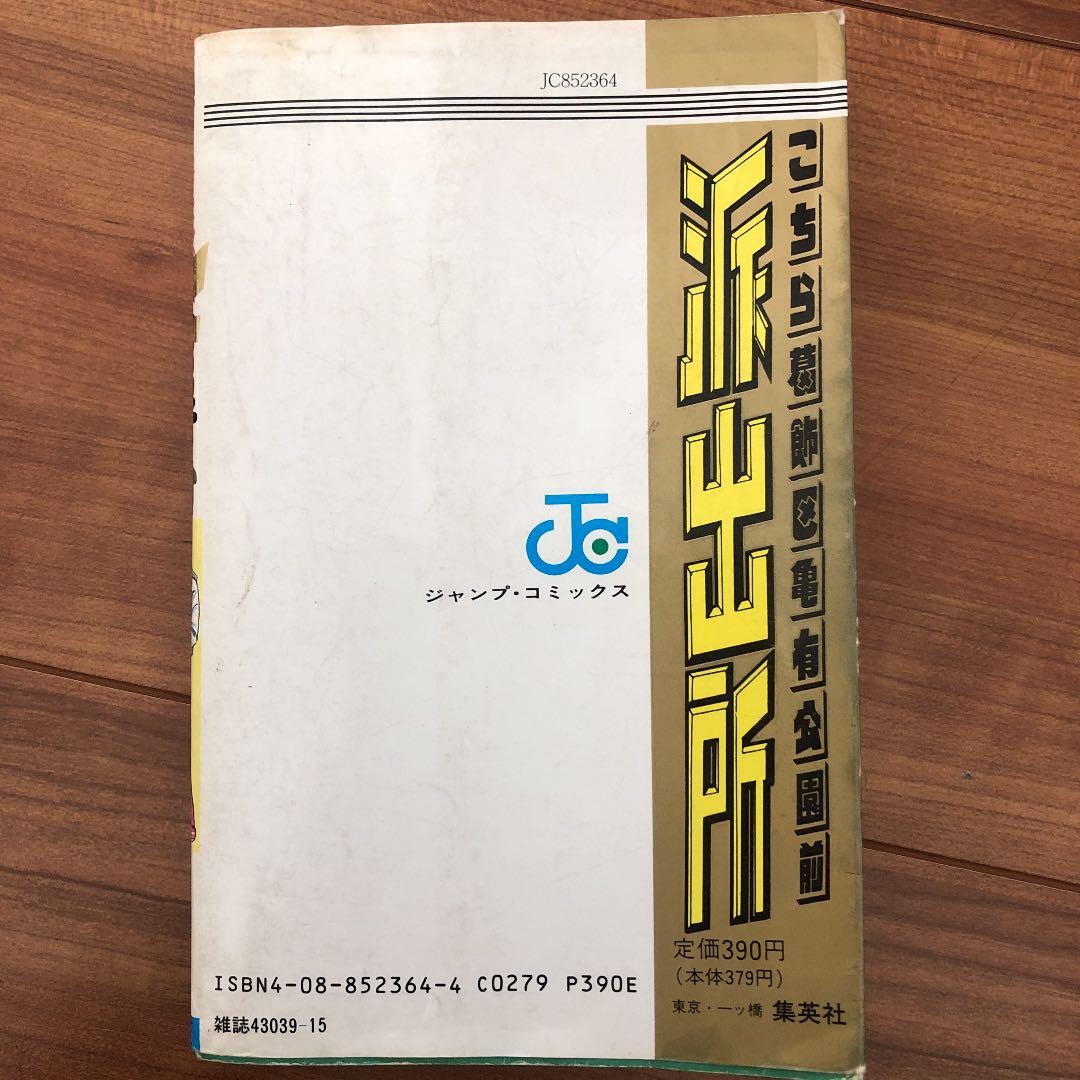 JC852364
こちら葛飾区亀有公園前
派出所
JC
ジャンプ・コミックス
定価390円
(本体379円)
東京・一ツ橋 集英社
ISBN4-08-852364-4 C0279 P390E
雑誌43039-15